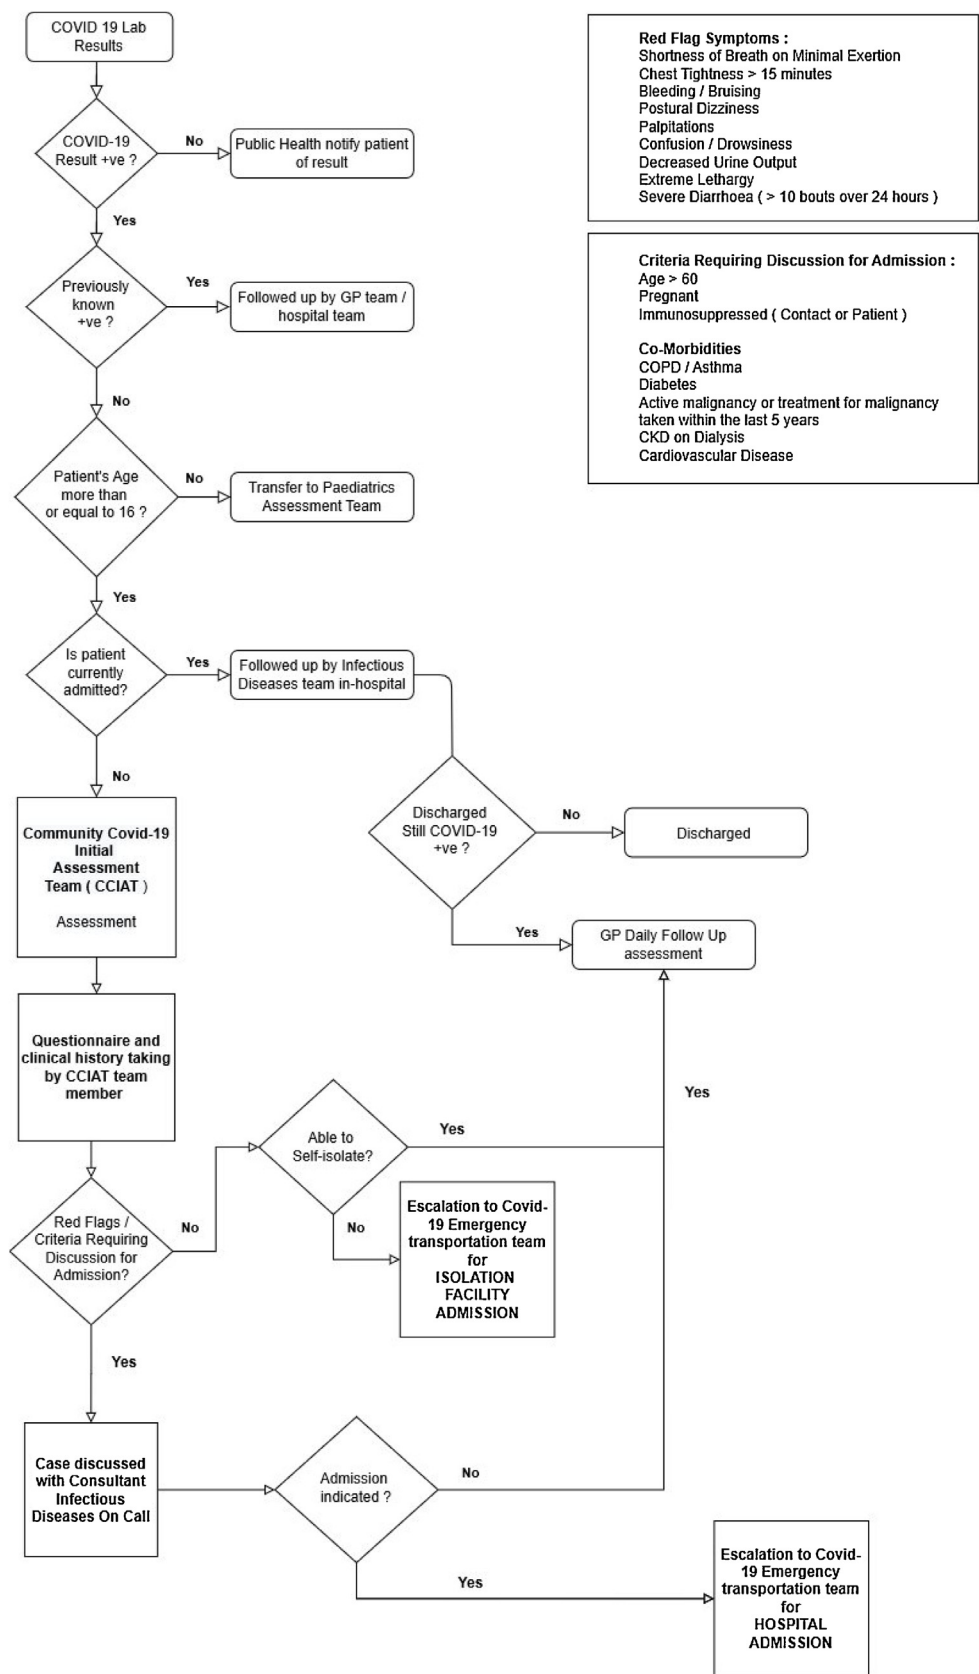 COVID 19 Lab
Results
COVID-19
Result +ve ?
No
Public Health notify patient
of result
Yes
Previously
known
+ve ?
Yes
Followed up by GP team /
hospital team
No
Patient's Age
more than
or equal to 16 ?
No
Transfer to Paediatrics
Assessment Team
Yes
Is patient
currently
admitted?
Yes
Followed up by Infectious
Diseases team in-hospital
No
Discharged
Still COVID-19
+ve ?
No
Discharged
Yes
GP Daily Follow Up
assessment
Community Covid-19
Initial
Assessment
Team ( CCIAT )
Assessment
Questionnaire and
clinical history taking
by CCIAT team
member
Red Flags /
Criteria Requiring
Discussion for
Admission?
No
Able to
Self-isolate?
Yes
Yes
No
Escalation to Covid-
19 Emergency
transportation team
for
ISOLATION
FACILITY
ADMISSION
Yes
Case discussed
with Consultant
Infectious
Diseases On Call
Admission
indicated ?
No
Yes
Escalation to Covid-
19 Emergency
transportation team
for
HOSPITAL
ADMISSION
Red Flag Symptoms :
Shortness of Breath on Minimal Exertion
Chest Tightness > 15 minutes
Bleeding / Bruising
Postural Dizziness
Palpitations
Confusion / Drowsiness
Decreased Urine Output
Extreme Lethargy
Severe Diarrhoea ( > 10 bouts over 24 hours )
Criteria Requiring Discussion for Admission :
Age > 60
Pregnant
Immunosuppressed ( Contact or Patient )
Co-Morbidities
COPD / Asthma
Diabetes
Active malignancy or treatment for malignancy
taken within the last 5 years
CKD on Dialysis
Cardiovascular Disease